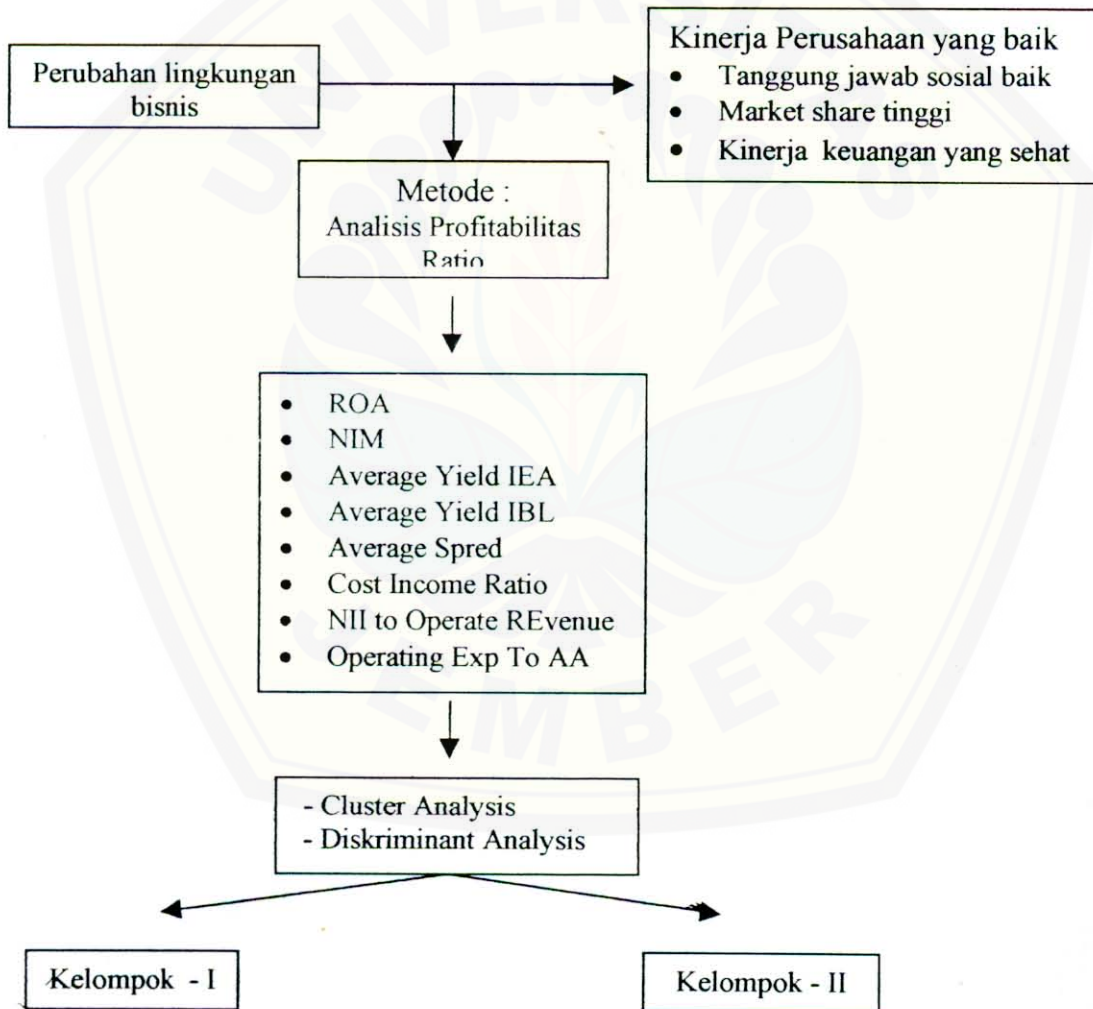 Perubahan lingkungan
bisnis
Kinerja Perusahaan yang baik
• Tanggung jawab sosial baik
• Market share tinggi
• Kinerja keuangan yang sehat
Metode :
Analisis Profitabilitas
Ratio
• ROA
• NIM
• Average Yield IEA
• Average Yield IBL
• Average Spred
• Cost Income Ratio
• NII to Operate REvenue
• Operating Exp To AA
- Cluster Analysis
- Diskriminant Analysis
Kelompok - I
Kelompok - II
UNIVERSITAS
JEMBER